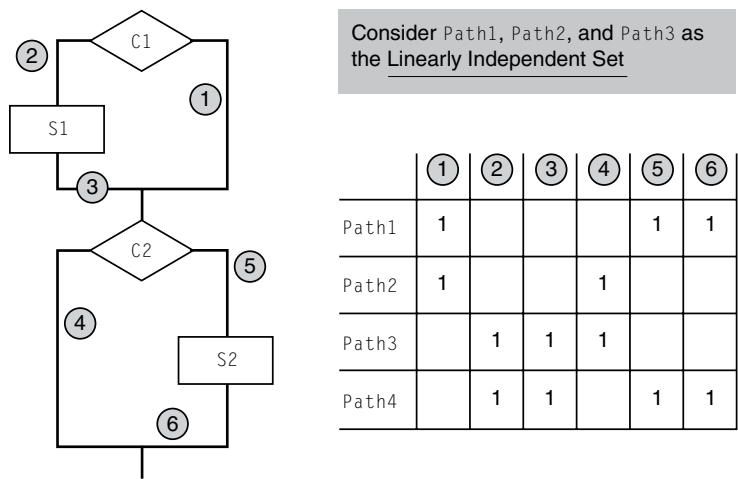 C1
2
1
S1
3
C2
5
4
S2
6
Consider Path1, Path2, and Path3 as
the Linearly Independent Set
1 2 3 4 5 6
Path1 1 1 1
Path2 1 1
Path3 1 1 1
Path4 1 1 1 1